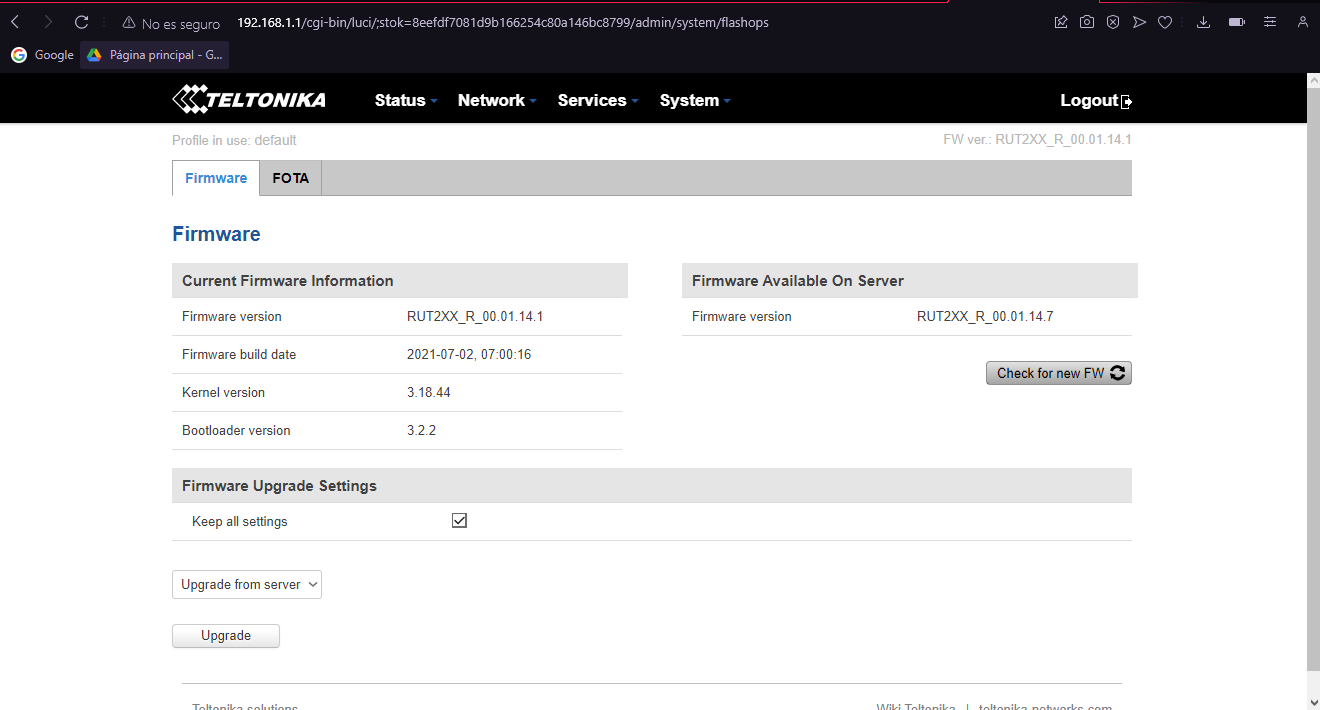 No es seguro 192.168.1.1/cgi-bin/luci/;stok=8eefdf7081d9b166254c80a146bc8799/admin/system/flashops
Google Página principal - G...
TELTONIKA Status Network Services System Logout
Profile in use: default FW ver.: RUT2XX_R_00.01.14.1
Firmware FOTA
Firmware
Current Firmware Information Firmware Available On Server
Firmware version RUT2XX_R_00.01.14.1 Firmware version RUT2XX_R_00.01.14.7
Firmware build date 2021-07-02, 07:00:16
Check for new FW
Kernel version 3.18.44
Bootloader version 3.2.2
Firmware Upgrade Settings
Keep all settings
Upgrade from server
Upgrade
Teltonika solutions Wiki Teltonika | teltonika-networks.com